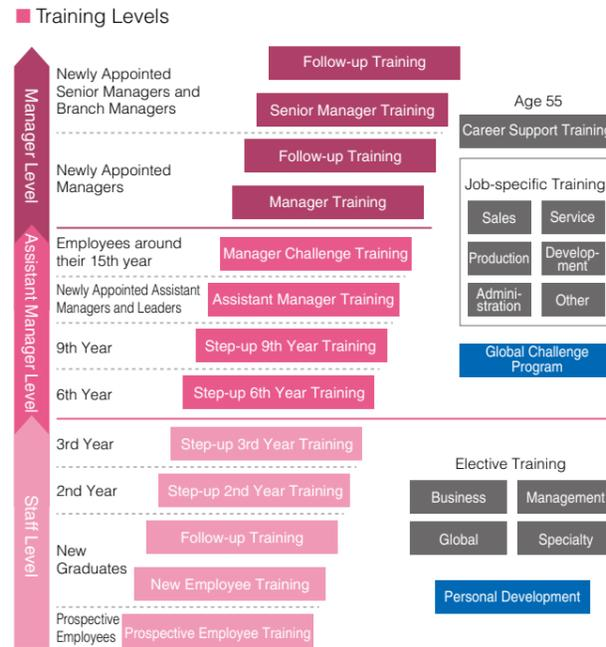 Training Levels
Manager Level
Newly Appointed
Senior Managers and
Branch Managers
Follow-up Training
Senior Manager Training
Newly Appointed
Managers
Follow-up Training
Manager Training
Assistant Manager Level
Employees around
their 15th year
Manager Challenge Training
Newly Appointed Assistant
Managers and Leaders
Assistant Manager Training
9th Year
Step-up 9th Year Training
6th Year
Step-up 6th Year Training
Staff Level
3rd Year
Step-up 3rd Year Training
2nd Year
Step-up 2nd Year Training
New
Graduates
Follow-up Training
New Employee Training
Prospective
Employees
Prospective Employee Training
Age 55
Career Support Training
Job-specific Training
Sales
Service
Production
Develop-
ment
Admini-
stration
Other
Global Challenge
Program
Elective Training
Business
Management
Global
Specialty
Personal Development